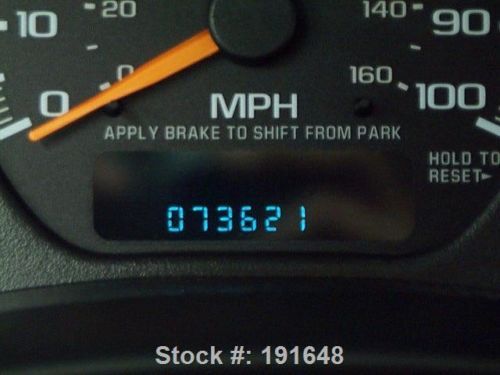 10 20 140 90
0 0 160 100
MPH
APPLY BRAKE TO SHIFT FROM PARK
HOLD TO
RESET►
073621
Stock #: 191648